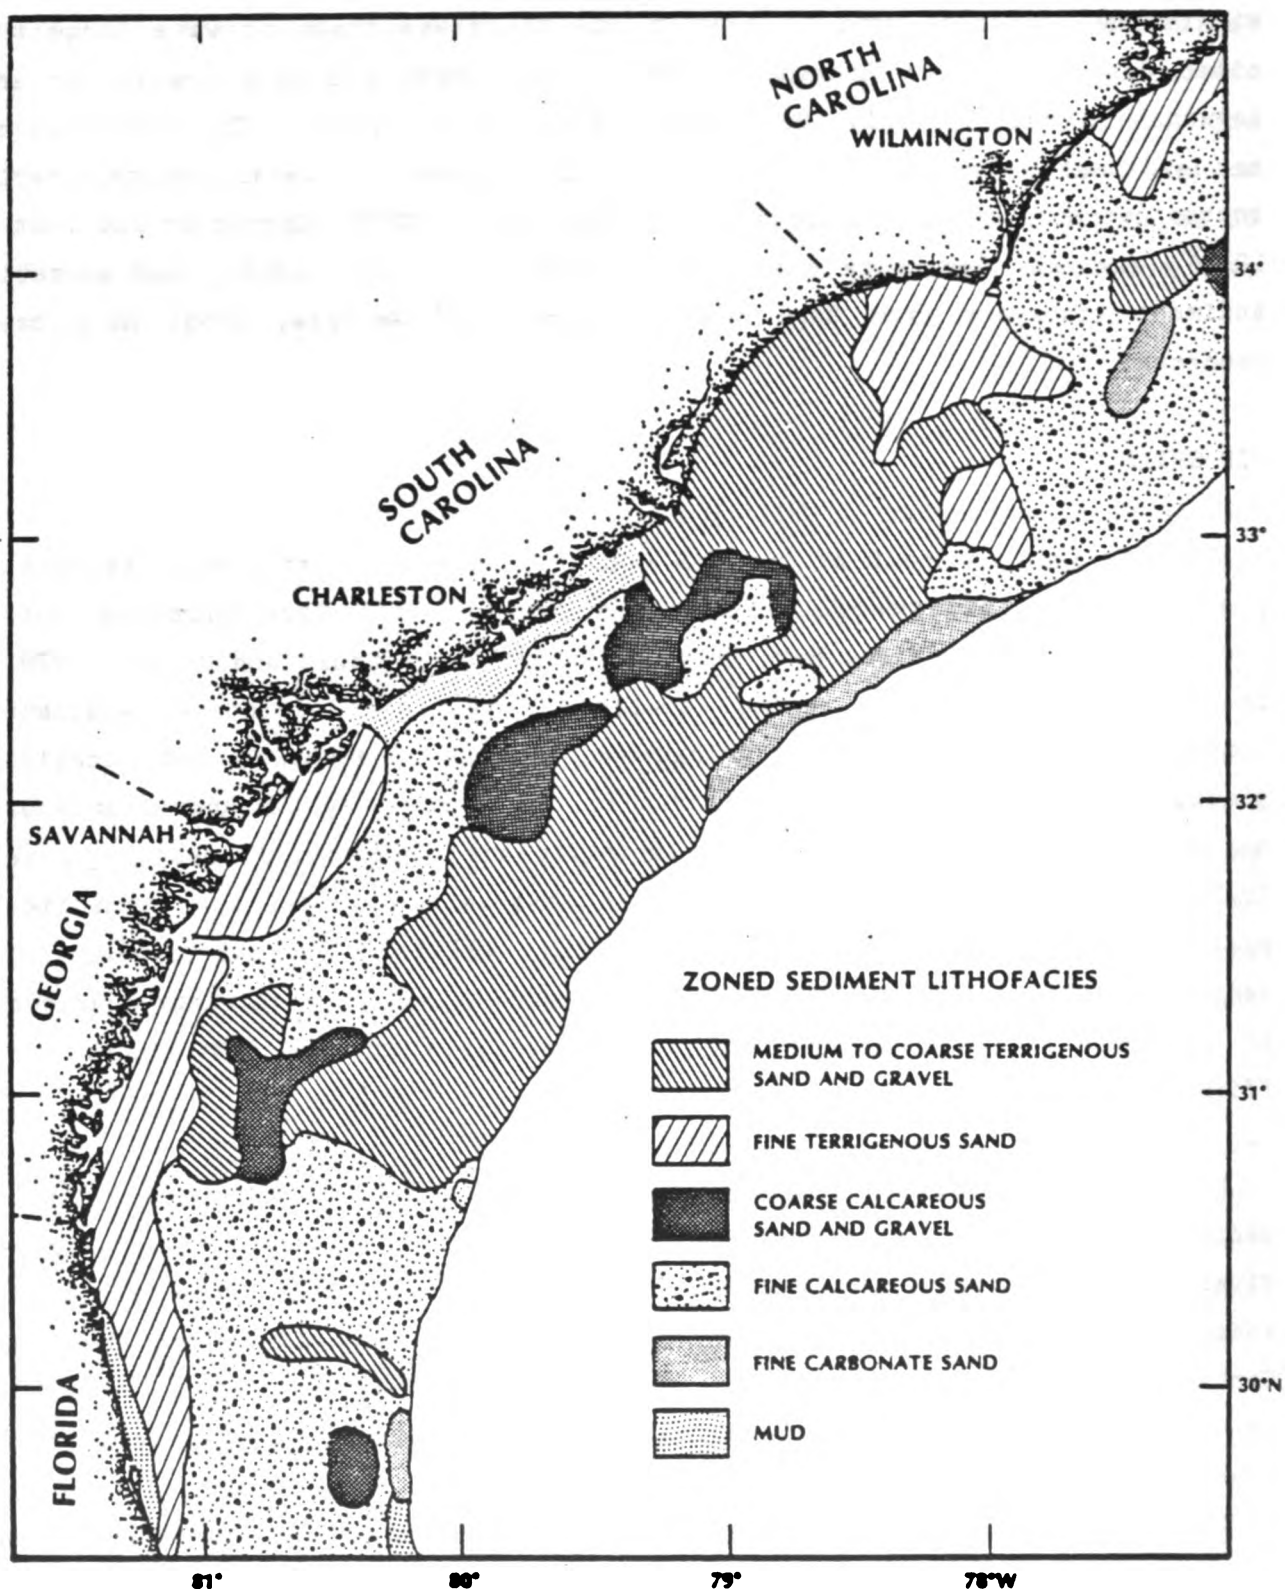 NORTH
CAROLINA
WILMINGTON
34°
SOUTH
CAROLINA
33°
CHARLESTON
32°
SAVANNAH
GEORGIA
ZONED SEDIMENT LITHOFACIES
MEDIUM TO COARSE TERRIGENOUS
SAND AND GRAVEL
31°
FINE TERRIGENOUS SAND
COARSE CALCAREOUS
SAND AND GRAVEL
FINE CALCAREOUS SAND
FINE CARBONATE SAND
30°N
FLORIDA
MUD
81°
80°
79°
78°W